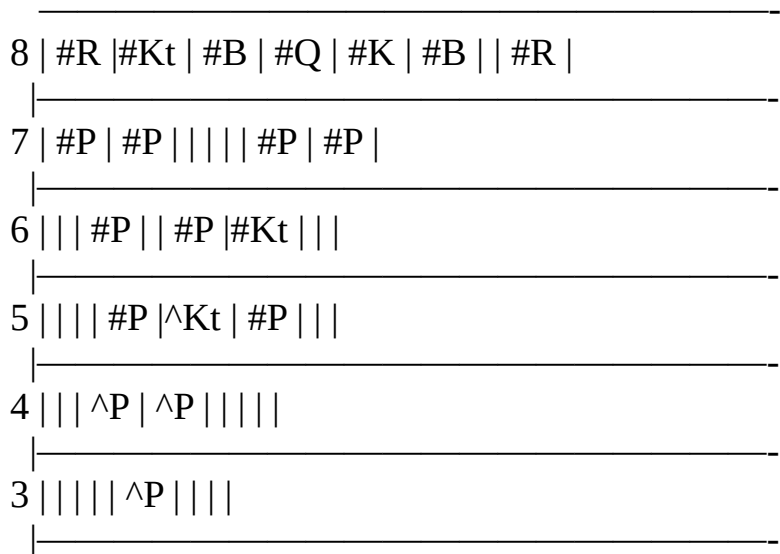 8 | #R |#Kt | #B | #Q | #K | #B | | #R |
7 | #P | #P | | | | | #P | #P |
6 | | | #P | | #P |#Kt | | |
5 | | | | #P |^Kt | #P | | |
4 | | | ^P | ^P | | | | |
3 | | | | | ^P | | | |